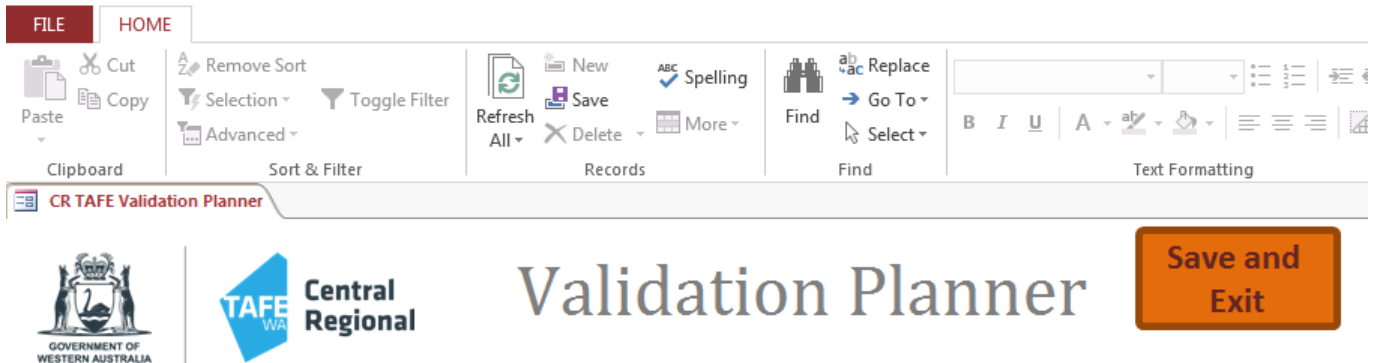 FILE HOME
Cut
Copy
Paste
Clipboard
Remove Sort
Selection
Toggle Filter
Advanced
Sort & Filter
Refresh
All
New
Save
Delete
Spelling
More
Records
Find
Replace
Go To
Select
Find
B I U A
Text Formatting
CR TAFE Validation Planner
GOVERNMENT OF
WESTERN AUSTRALIA
TAFE
WA
Central
Regional
Validation Planner
Save and
Exit